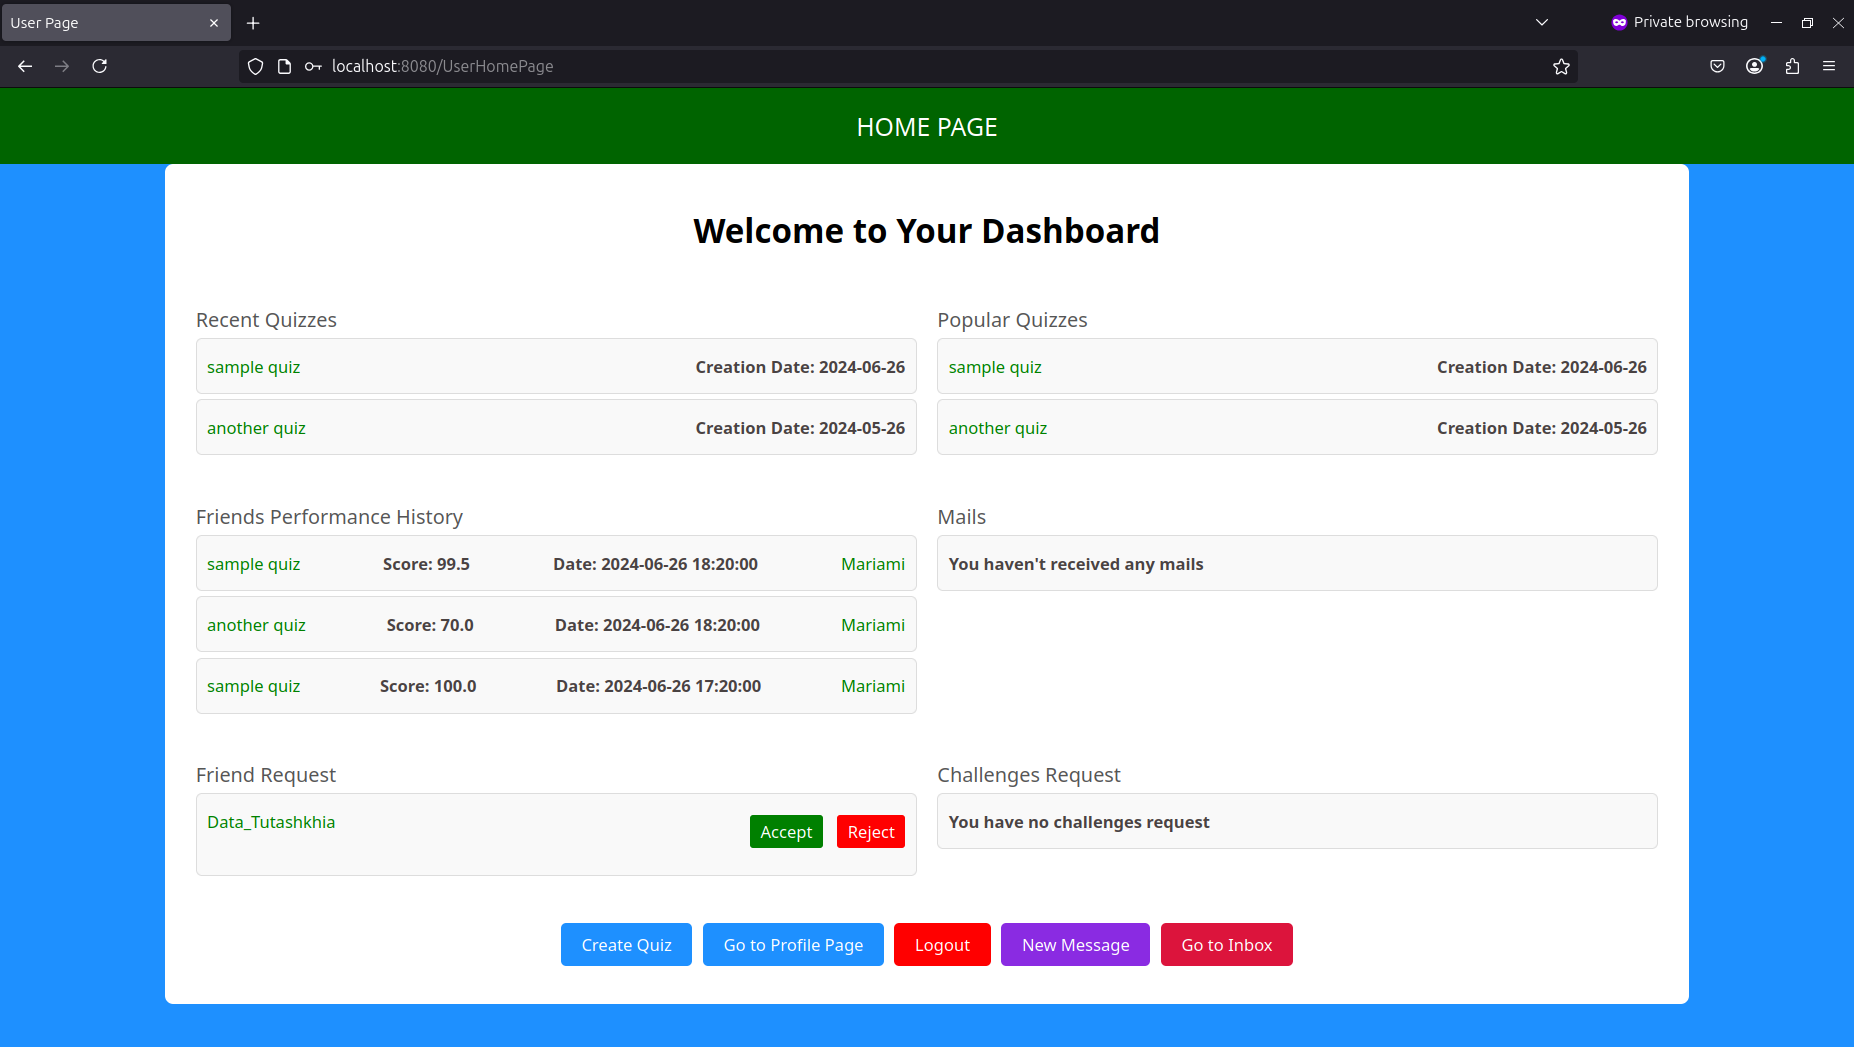 User Page
Private browsing
localhost:8080/UserHomePage
HOME PAGE
Welcome to Your Dashboard
Recent Quizzes
sample quiz Creation Date: 2024-06-26
another quiz Creation Date: 2024-05-26
Popular Quizzes
sample quiz Creation Date: 2024-06-26
another quiz Creation Date: 2024-05-26
Friends Performance History
sample quiz Score: 99.5 Date: 2024-06-26 18:20:00 Mariami
another quiz Score: 70.0 Date: 2024-06-26 18:20:00 Mariami
sample quiz Score: 100.0 Date: 2024-06-26 17:20:00 Mariami
Mails
You haven't received any mails
Friend Request
Data_Tutashkhia Accept Reject
Challenges Request
You have no challenges request
Create Quiz Go to Profile Page Logout New Message Go to Inbox